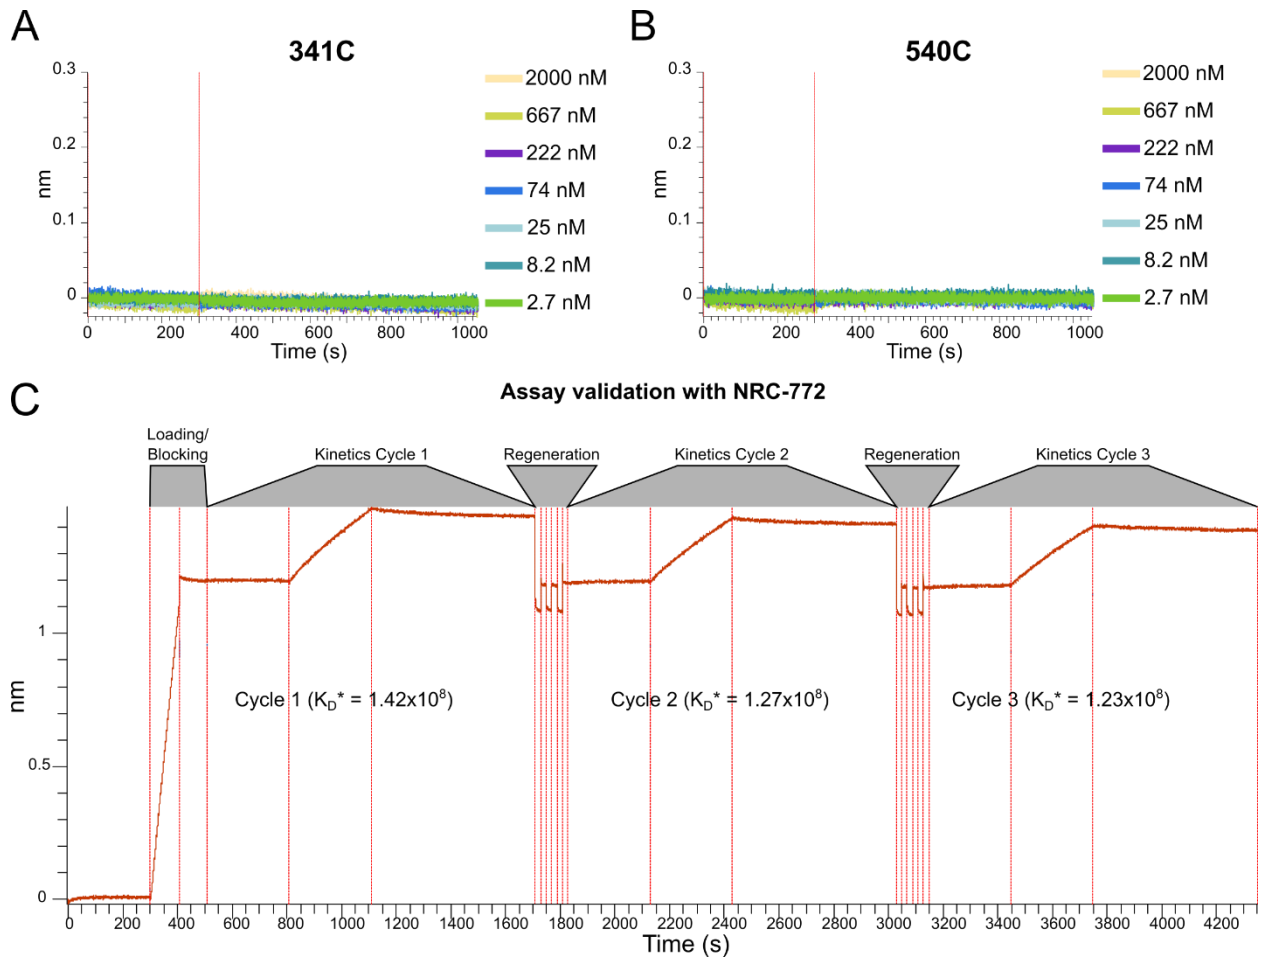 A
341C
0.3
0.2
0.1
0
nm
0 200 400 600 800 1000
Time (s)
2000 nM
667 nM
222 nM
74 nM
25 nM
8.2 nM
2.7 nM
B
540C
0.3
0.2
0.1
0
nm
0 200 400 600 800 1000
Time (s)
2000 nM
667 nM
222 nM
74 nM
25 nM
8.2 nM
2.7 nM
C
Assay validation with NRC-772
Loading/
Blocking
Kinetics Cycle 1
Regeneration
Kinetics Cycle 2
Regeneration
Kinetics Cycle 3
1
0.5
0
nm
Cycle 1 (K_D* = 1.42x10⁸)
Cycle 2 (K_D* = 1.27x10⁸)
Cycle 3 (K_D* = 1.23x10⁸)
0 200 400 600 800 1000 1200 1400 1600 1800 2000 2200 2400 2600 2800 3000 3200 3400 3600 3800 4000 4200
Time (s)